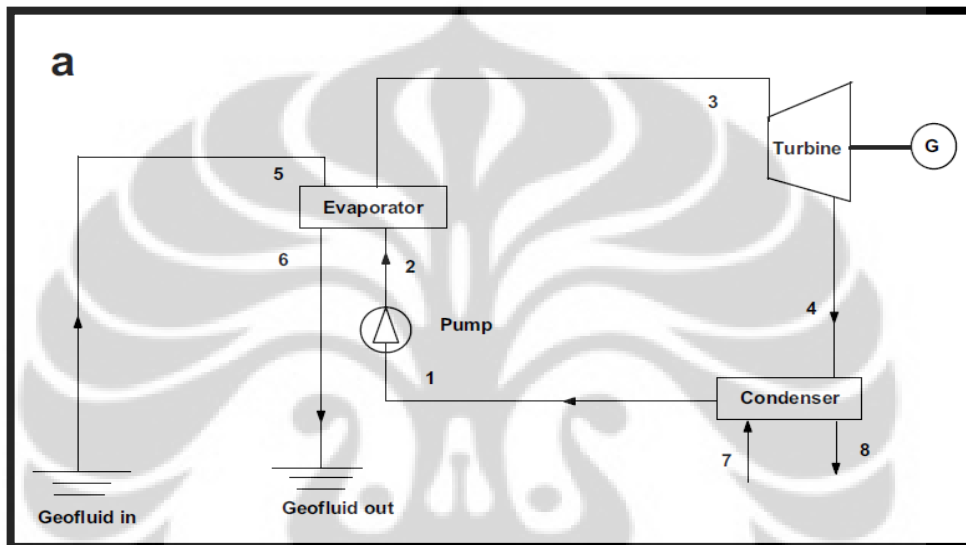 a
3
Turbine
G
5
Evaporator
6
2
4
Pump
1
Condenser
7
8
Geofluid in
Geofluid out